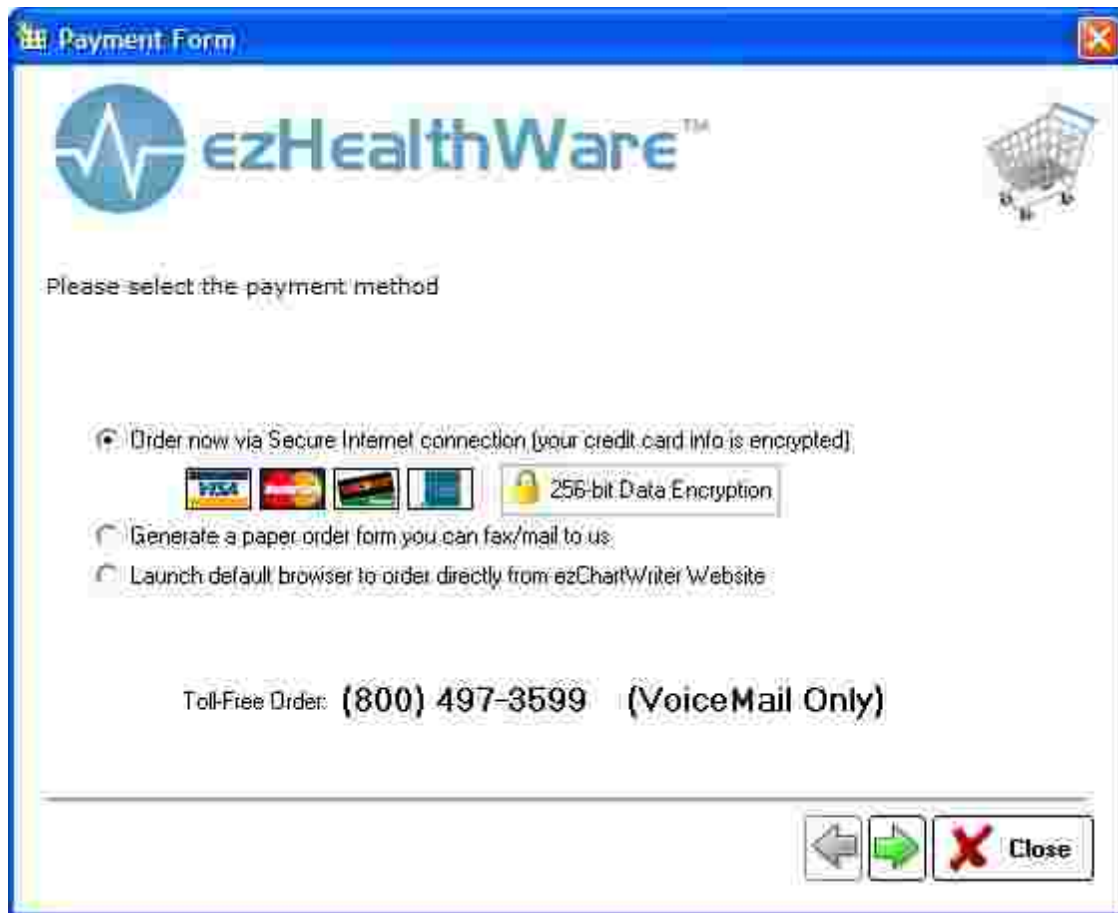 Payment Form
ezHealthWare™
Please select the payment method
Order now via Secure Internet connection (your credit card info is encrypted)
VISA
256-bit Data Encryption
Generate a paper order form you can fax/mail to us
Launch default browser to order directly from ezChartWriter Website
Toll-Free Order: (800) 497-3599 (VoiceMail Only)
Close